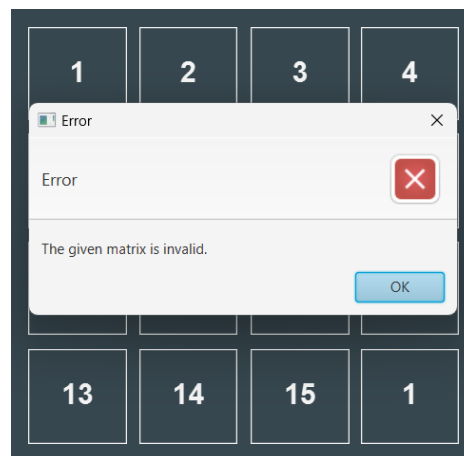 1 2 3 4
Error
Error
The given matrix is invalid.
OK
13 14 15 1